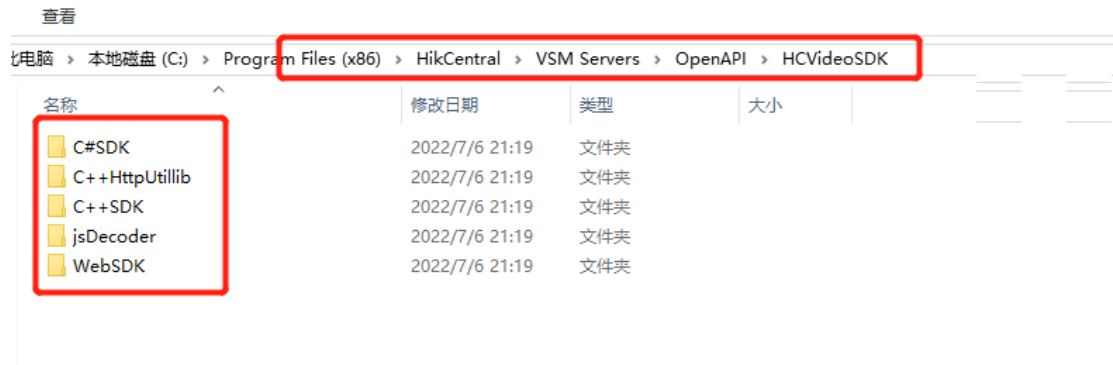 查看
电脑 › 本地磁盘 (C:) › Program Files (x86) › HikCentral › VSM Servers › OpenAPI › HCVideoSDK
名称 修改日期 类型 大小
C#SDK 2022/7/6 21:19 文件夹
C++HttpUtillib 2022/7/6 21:19 文件夹
C++SDK 2022/7/6 21:19 文件夹
jsDecoder 2022/7/6 21:19 文件夹
WebSDK 2022/7/6 21:19 文件夹